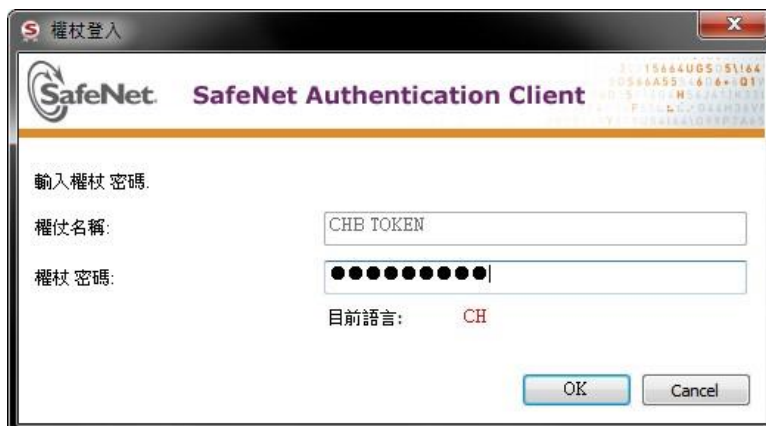 權杖登入
SafeNet. SafeNet Authentication Client
輸入權杖 密碼.
權仗名稱: CHB TOKEN
權杖 密碼: ●●●●●●●●●
目前語言: CH
OK Cancel